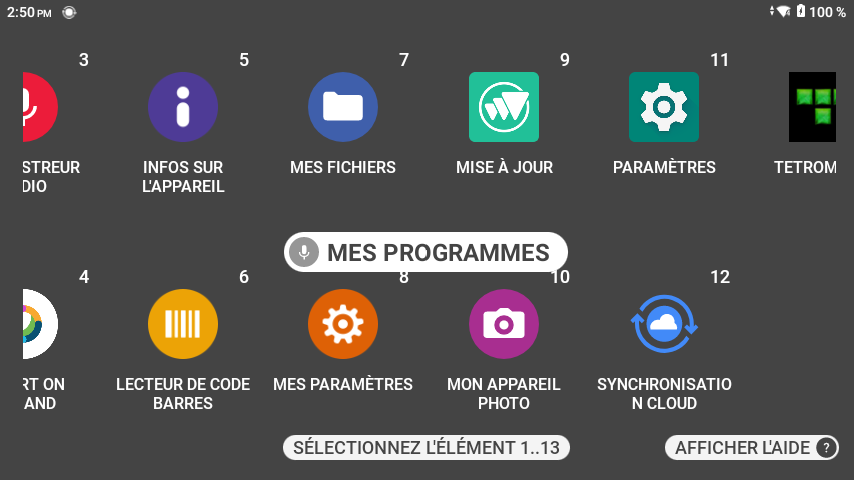 2:50 PM
100 %
3
5
7
9
11
STREUR
DIO
INFOS SUR
L'APPAREIL
MES FICHIERS
MISE À JOUR
PARAMÈTRES
TETROM
MES PROGRAMMES
4
6
8
10
12
RT ON
AND
LECTEUR DE CODE
BARRES
MES PARAMÈTRES
MON APPAREIL
PHOTO
SYNCHRONISATIO
N CLOUD
SÉLECTIONNEZ L'ÉLÉMENT 1..13
AFFICHER L'AIDE ?